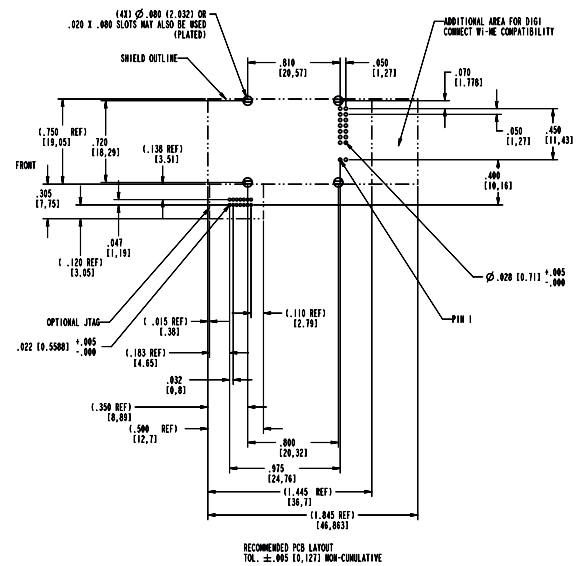 (4X) Ø.080 (2.032) OR
.020 X .080 SLOTS MAY ALSO BE USED
(PLATED)
ADDITIONAL AREA FOR DIGI
CONNECT Wi-ME COMPATIBILITY
SHIELD OUTLINE
.810
[20,57]
.050
[1,27]
.070
[1.778]
(.750 REF)
[19,05]
.720
[18,29]
(.138 REF)
[3.51]
.050
[1,27]
.450
[11,43]
FRONT
.305
[7,75]
.400
[10,16]
.047
[1,19]
(.120 REF)
[3.05]
Ø.028 [0.71] +.005
-.000
OPTIONAL JTAG
(.015 REF)
[.38]
(.110 REF)
[2.79]
PIN 1
.022 [0.5588] +.005
-.000
(.183 REF)
[4.65]
.032
[0,8]
(.350 REF)
[8,89]
(.500 REF)
[12,7]
.800
[20,32]
.975
[24,76]
(1.445 REF)
[36,7]
(1.845 REF)
[46,863]
RECOMMENDED PCB LAYOUT
TOL. ±.005 [0,127] NON-CUMULATIVE